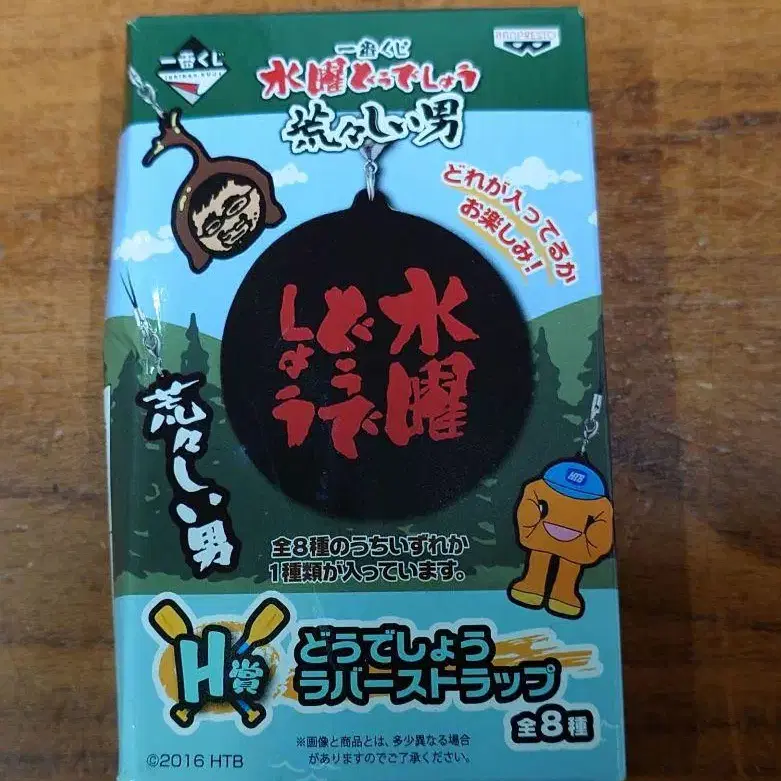 一番くじ
ICHIBAN KUJI
一番くじ
BANPRESTO
水曜どうでしょう
荒々しい男
どれが入ってるか
お楽しみ!
水曜
どうで
しょう
荒々しい男
HTB
全8種のうちいずれか
1種類が入っています。
H賞
どうでしょう
ラバーストラップ
全8種
※画像と商品とは、多少異なる場合
がありますのでご了承ください。
©2016 HTB